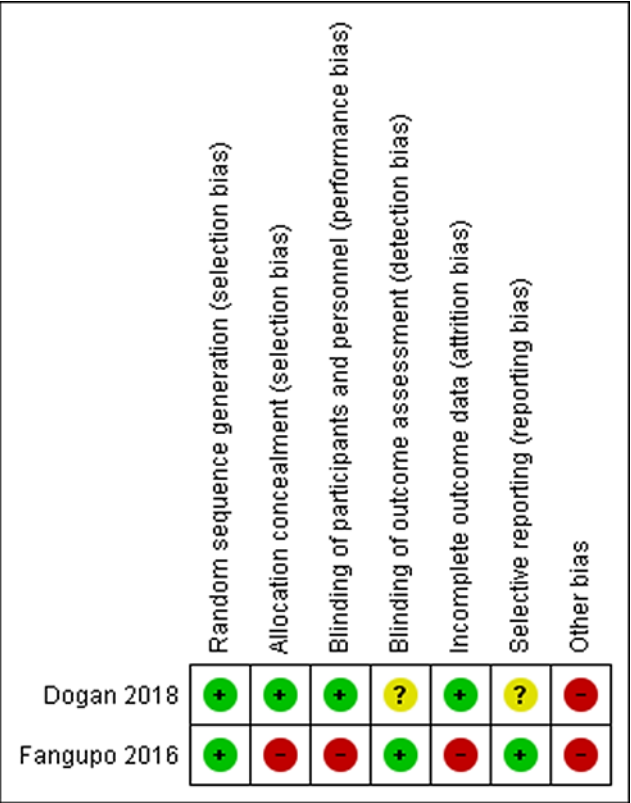 Random sequence generation (selection bias)
Allocation concealment (selection bias)
Blinding of participants and personnel (performance bias)
Blinding of outcome assessment (detection bias)
Incomplete outcome data (attrition bias)
Selective reporting (reporting bias)
Other bias
Dogan 2018 + + + ? + ? -
Fangupo 2016 + - - + - + -